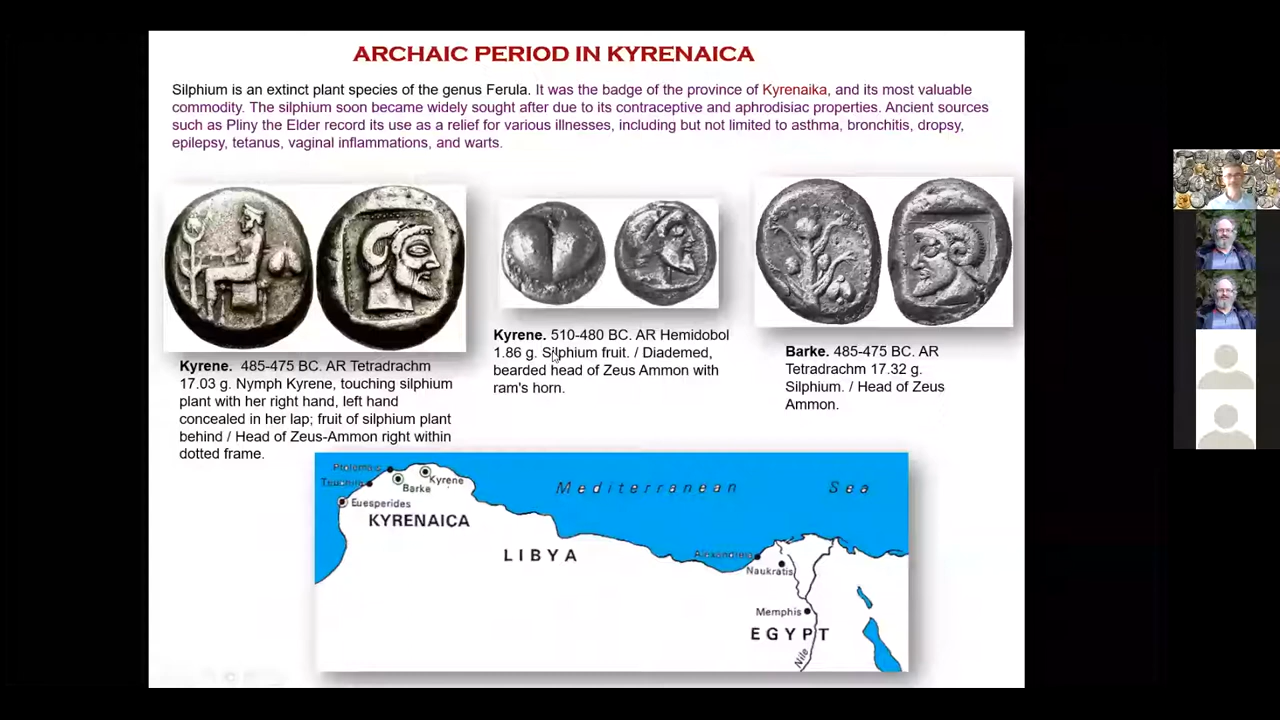 ARCHAIC PERIOD IN KYRENAICA
Silphium is an extinct plant species of the genus Ferula. It was the badge of the province of Kyrenaika, and its most valuable
commodity. The silphium soon became widely sought after due to its contraceptive and aphrodisiac properties. Ancient sources
such as Pliny the Elder record its use as a relief for various illnesses, including but not limited to asthma, bronchitis, dropsy,
epilepsy, tetanus, vaginal inflammations, and warts.
Kyrene. 485-475 BC. AR Tetradrachm
17.03 g. Nymph Kyrene, touching silphium
plant with her right hand, left hand
concealed in her lap; fruit of silphium plant
behind / Head of Zeus-Ammon right within
dotted frame.
Kyrene. 510-480 BC. AR Hemidobol
1.86 g. Silphium fruit. / Diademed,
bearded head of Zeus Ammon with
ram's horn.
Barke. 485-475 BC. AR
Tetradrachm 17.32 g.
Silphium. / Head of Zeus
Ammon.
Kyrene
Barke
Euesperides
KYRENAICA
Mediterranean Sea
LIBYA
Naukratis
Memphis
EGYPT
Nile